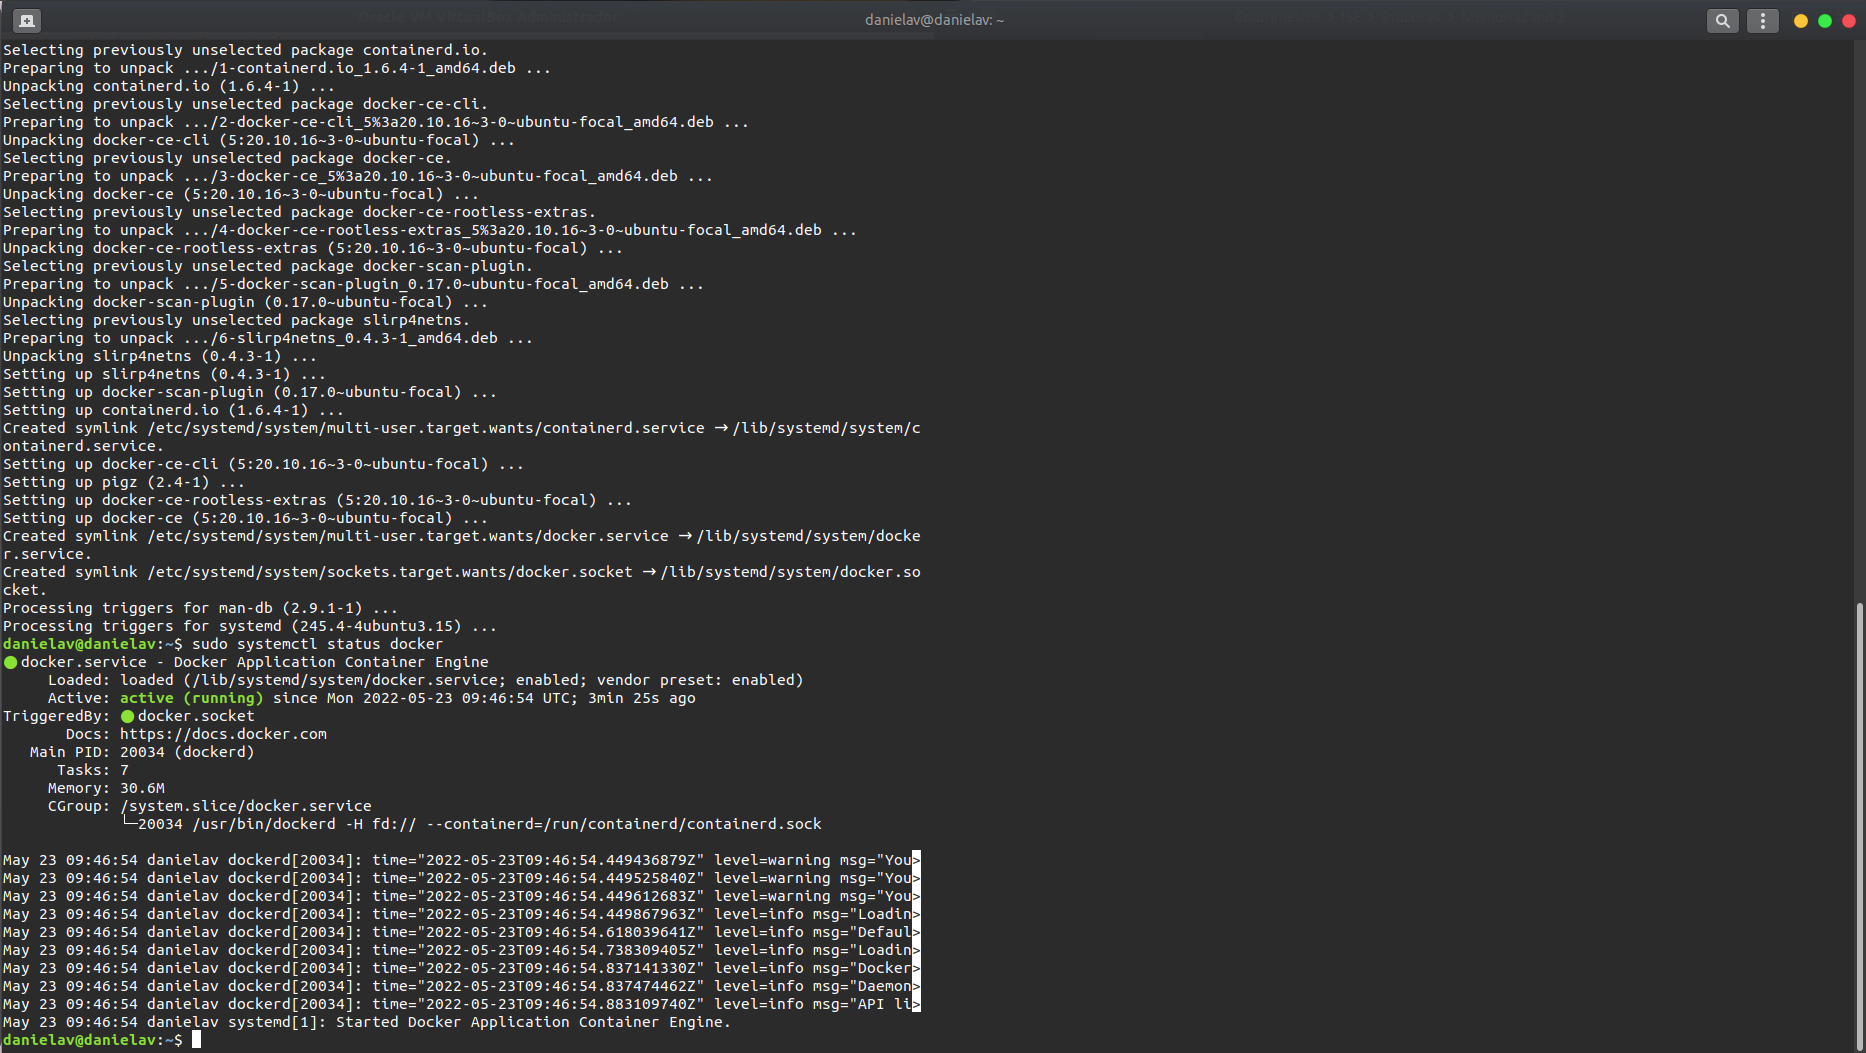 danielav@danielav: ~
Selecting previously unselected package containerd.io.
Preparing to unpack .../1-containerd.io_1.6.4-1_amd64.deb ...
Unpacking containerd.io (1.6.4-1) ...
Selecting previously unselected package docker-ce-cli.
Preparing to unpack .../2-docker-ce-cli_5%3a20.10.16~3-0~ubuntu-focal_amd64.deb ...
Unpacking docker-ce-cli (5:20.10.16~3-0~ubuntu-focal) ...
Selecting previously unselected package docker-ce.
Preparing to unpack .../3-docker-ce_5%3a20.10.16~3-0~ubuntu-focal_amd64.deb ...
Unpacking docker-ce (5:20.10.16~3-0~ubuntu-focal) ...
Selecting previously unselected package docker-ce-rootless-extras.
Preparing to unpack .../4-docker-ce-rootless-extras_5%3a20.10.16~3-0~ubuntu-focal_amd64.deb ...
Unpacking docker-ce-rootless-extras (5:20.10.16~3-0~ubuntu-focal) ...
Selecting previously unselected package docker-scan-plugin.
Preparing to unpack .../5-docker-scan-plugin_0.17.0~ubuntu-focal_amd64.deb ...
Unpacking docker-scan-plugin (0.17.0~ubuntu-focal) ...
Selecting previously unselected package slirp4netns.
Preparing to unpack .../6-slirp4netns_0.4.3-1_amd64.deb ...
Unpacking slirp4netns (0.4.3-1) ...
Setting up slirp4netns (0.4.3-1) ...
Setting up docker-scan-plugin (0.17.0~ubuntu-focal) ...
Setting up containerd.io (1.6.4-1) ...
Created symlink /etc/systemd/system/multi-user.target.wants/containerd.service → /lib/systemd/system/c
ontainerd.service.
Setting up docker-ce-cli (5:20.10.16~3-0~ubuntu-focal) ...
Setting up pigz (2.4-1) ...
Setting up docker-ce-rootless-extras (5:20.10.16~3-0~ubuntu-focal) ...
Setting up docker-ce (5:20.10.16~3-0~ubuntu-focal) ...
Created symlink /etc/systemd/system/multi-user.target.wants/docker.service → /lib/systemd/system/docke
r.service.
Created symlink /etc/systemd/system/sockets.target.wants/docker.socket → /lib/systemd/system/docker.so
cket.
Processing triggers for man-db (2.9.1-1) ...
Processing triggers for systemd (245.4-4ubuntu3.15) ...
danielav@danielav:~$ sudo systemctl status docker
● docker.service - Docker Application Container Engine
Loaded: loaded (/lib/systemd/system/docker.service; enabled; vendor preset: enabled)
Active: active (running) since Mon 2022-05-23 09:46:54 UTC; 3min 25s ago
TriggeredBy: ● docker.socket
Docs: https://docs.docker.com
Main PID: 20034 (dockerd)
Tasks: 7
Memory: 30.6M
CGroup: /system.slice/docker.service
└─20034 /usr/bin/dockerd -H fd:// --containerd=/run/containerd/containerd.sock
May 23 09:46:54 danielav dockerd[20034]: time="2022-05-23T09:46:54.449436879Z" level=warning msg="You>
May 23 09:46:54 danielav dockerd[20034]: time="2022-05-23T09:46:54.449525840Z" level=warning msg="You>
May 23 09:46:54 danielav dockerd[20034]: time="2022-05-23T09:46:54.449612683Z" level=warning msg="You>
May 23 09:46:54 danielav dockerd[20034]: time="2022-05-23T09:46:54.449867963Z" level=info msg="Loadin>
May 23 09:46:54 danielav dockerd[20034]: time="2022-05-23T09:46:54.618039641Z" level=info msg="Defaul>
May 23 09:46:54 danielav dockerd[20034]: time="2022-05-23T09:46:54.738309405Z" level=info msg="Loadin>
May 23 09:46:54 danielav dockerd[20034]: time="2022-05-23T09:46:54.837141330Z" level=info msg="Docker>
May 23 09:46:54 danielav dockerd[20034]: time="2022-05-23T09:46:54.837474462Z" level=info msg="Daemon>
May 23 09:46:54 danielav dockerd[20034]: time="2022-05-23T09:46:54.883109740Z" level=info msg="API li>
May 23 09:46:54 danielav systemd[1]: Started Docker Application Container Engine.
danielav@danielav:~$